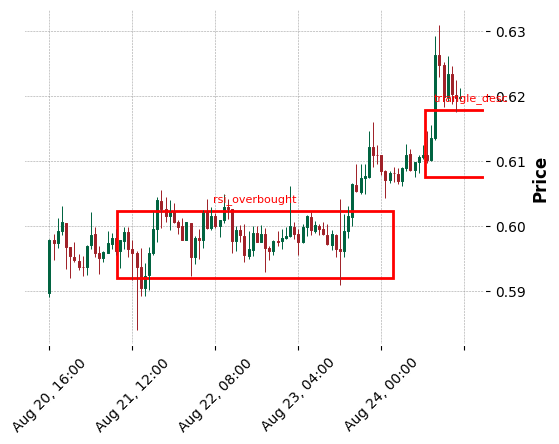 0.63
0.62
triangle_desc
0.61
Price
rsi_overbought
0.60
0.59
Aug 20, 16:00
Aug 21, 12:00
Aug 22, 08:00
Aug 23, 04:00
Aug 24, 00:00